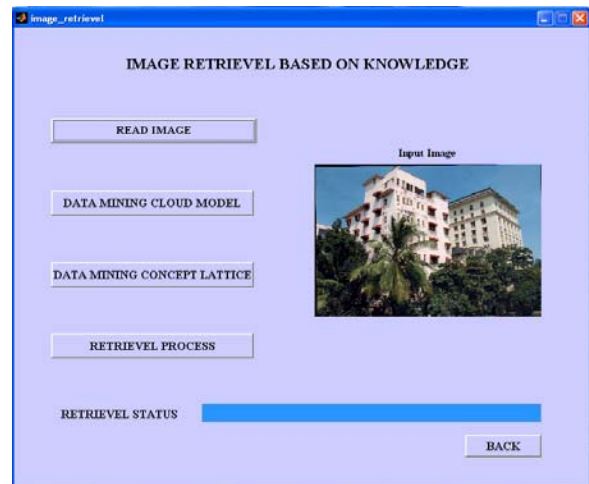 image_retrievel
IMAGE RETRIEVEL BASED ON KNOWLEDGE
READ IMAGE
Input Image
DATA MINING CLOUD MODEL
DATA MINING CONCEPT LATTICE
RETRIEVEL PROCESS
RETRIEVEL STATUS
BACK